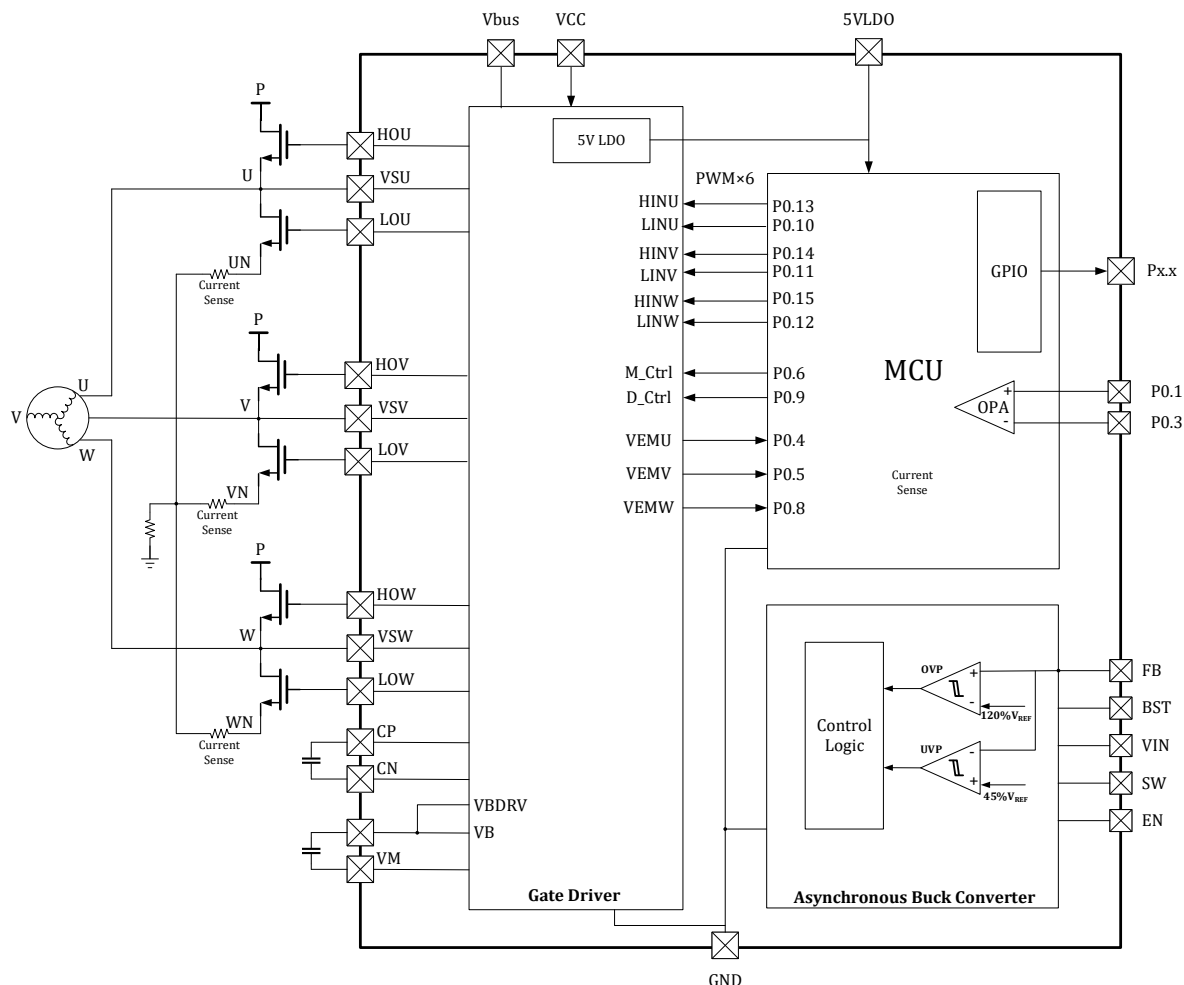 Vbus
VCC
5VLDO
P
HOU
5V LDO
U
VSU
PWM×6
HINU
P0.13
LOU
LINU
P0.10
GPIO
UN
HINV
P0.14
Px.x
Current
Sense
LINV
P0.11
HINW
P0.15
P
LINW
P0.12
HOV
M_Ctrl
P0.6
MCU
U
D_Ctrl
P0.9
+
P0.1
V
V
VSV
OPA
-
P0.3
W
VEMU
P0.4
LOV
VEMV
P0.5
Current
Sense
VN
Current
Sense
VEMW
P0.8
P
HOW
W
VSW
LOW
OVP
+
FB
WN
-
120%VREF
BST
Current
Sense
CP
Control
Logic
UVP
-
VIN
CN
+
45%VREF
SW
VBDRV
VB
EN
VM
Gate Driver
Asynchronous Buck Converter
GND